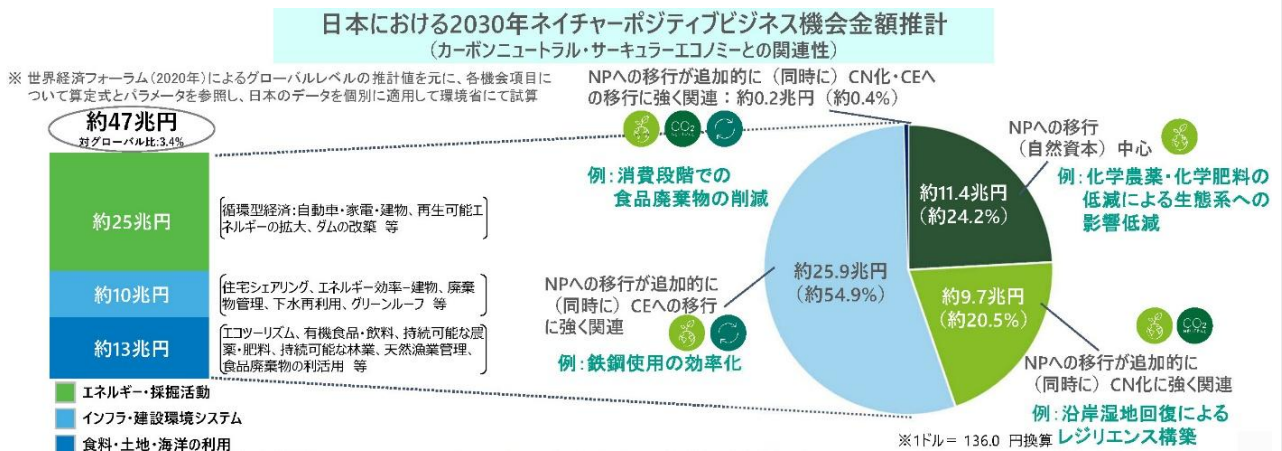 日本における2030年ネイチャーポジティブビジネス機会金額推計
（カーボンニュートラル・サーキュラーエコノミーとの関連性）
※ 世界経済フォーラム（2020年）によるグローバルレベルの推計値を元に、各機会項目に
ついて算定式とパラメータを参照し、日本のデータを個別に適用して環境省にて試算
約47兆円
対グローバル比:3.4%
約25兆円
循環型経済：自動車・家電・建物、再生可能エ
ネルギーの拡大、ダムの改築 等
約10兆円
住宅シェアリング、エネルギー効率－建物、廃棄
物管理、下水再利用、グリーンルーフ 等
約13兆円
エコツーリズム、有機食品・飲料、持続可能な農
薬・肥料、持続可能な林業、天然漁業管理、
食品廃棄物の利活用 等
エネルギー・採掘活動
インフラ・建設環境システム
食料・土地・海洋の利用
NPへの移行が追加的に（同時に）CN化・CEへ
の移行に強く関連：約0.2兆円（約0.4%）
CO₂
例：消費段階での
食品廃棄物の削減
NPへの移行
（自然資本）中心
例：化学農薬・化学肥料の
低減による生態系への
影響低減
約11.4兆円
（約24.2%）
約25.9兆円
（約54.9%）
約9.7兆円
（約20.5%）
NPへの移行が追加的に
（同時に）CEへの移行
に強く関連
例：鉄鋼使用の効率化
CO₂
NPへの移行が追加的に
（同時に）CN化に強く関連
例：沿岸湿地回復による
レジリエンス構築
※1ドル＝ 136.0 円換算